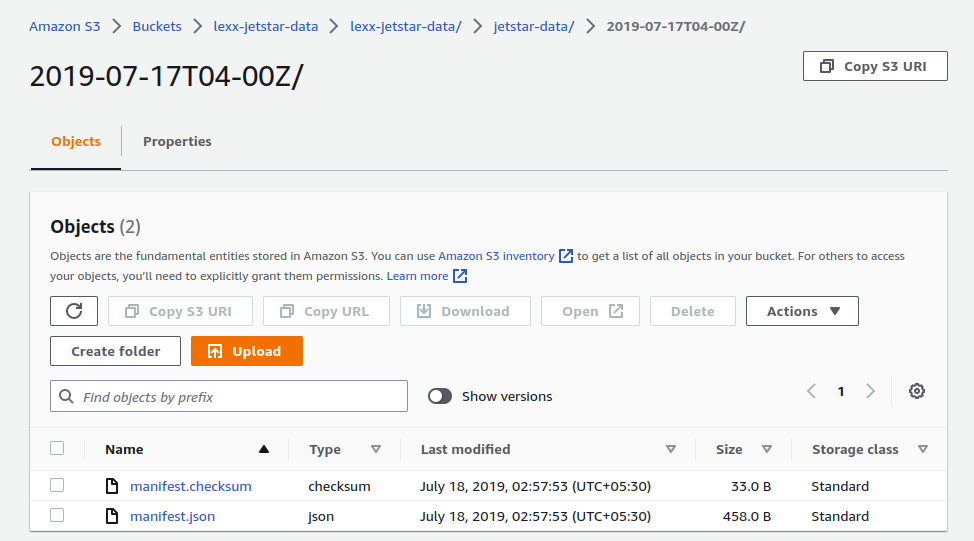 Amazon S3 > Buckets > lexx-jetstar-data > lexx-jetstar-data/ > jetstar-data/ > 2019-07-17T04-00Z/
2019-07-17T04-00Z/
Copy S3 URI
Objects Properties
Objects (2)
Objects are the fundamental entities stored in Amazon S3. You can use Amazon S3 inventory to get a list of all objects in your bucket. For others to access
your objects, you'll need to explicitly grant them permissions. Learn more
Copy S3 URI Copy URL Download Open Delete Actions
Create folder Upload
Find objects by prefix Show versions 1
Name Type Last modified Size Storage class
manifest.checksum checksum July 18, 2019, 02:57:53 (UTC+05:30) 33.0 B Standard
manifest.json json July 18, 2019, 02:57:53 (UTC+05:30) 458.0 B Standard